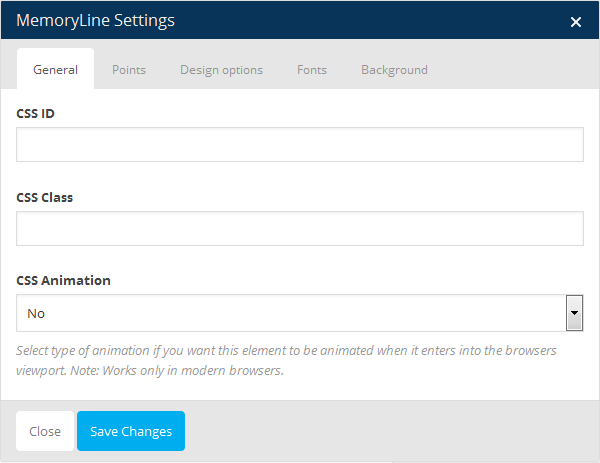 MemoryLine Settings
General Points Design options Fonts Background
CSS ID
CSS Class
CSS Animation
No
Select type of animation if you want this element to be animated when it enters into the browsers
viewport. Note: Works only in modern browsers.
Close Save Changes